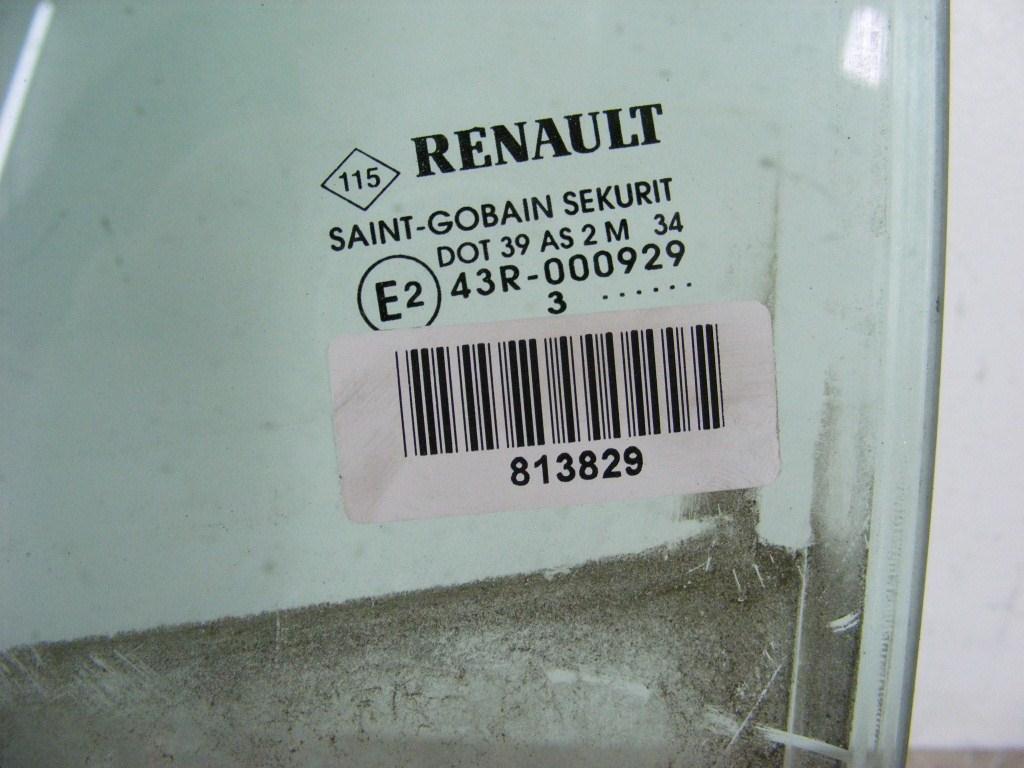 115 RENAULT
SAINT-GOBAIN SEKURIT
DOT 39 AS 2 M 34
E2 43R-000929
3 ......
813829